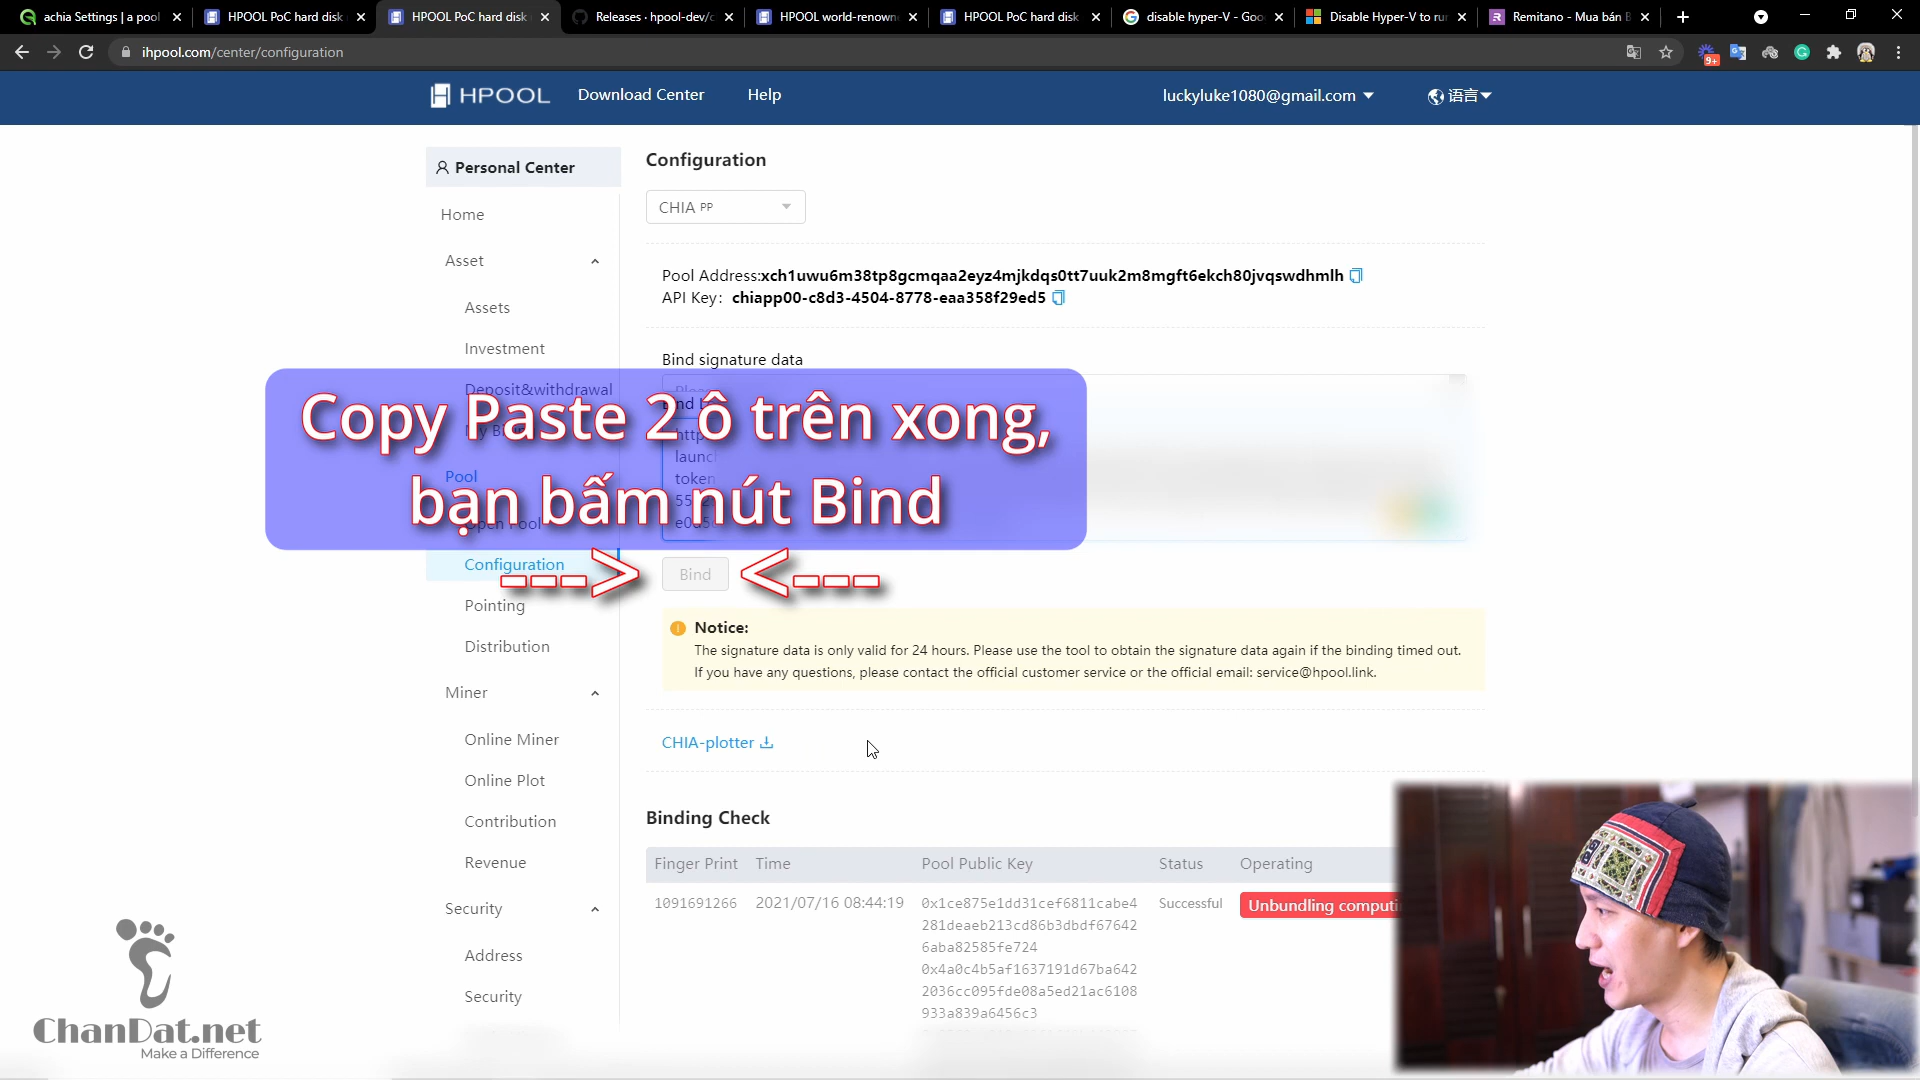 achia Settings | a pool
HPOOL PoC hard disk
HPOOL PoC hard disk
Releases · hpool-dev/c
HPOOL world-renown
HPOOL PoC hard disk
disable hyper-V - Goo
Disable Hyper-V to ru
Remitano - Mua bán B
ihpool.com/center/configuration
9+
HPOOL
Download Center
Help
luckyluke1080@gmail.com
语言
Personal Center
Home
Asset
Assets
Investment
Deposit&withdrawal
Pool
Open Pool
Configuration
Pointing
Distribution
Miner
Online Miner
Online Plot
Contribution
Revenue
Security
Address
Security
Configuration
CHIA PP
Pool Address:xch1uwu6m38tp8gcmqaa2eyz4mjkdqs0tt7uuk2m8mgft6ekch80jvqswdhmlh
API Key: chiapp00-c8d3-4504-8778-eaa358f29ed5
Bind signature data
Copy Paste 2 ô trên xong,
bạn bấm nút Bind
---> Bind <---
Notice:
The signature data is only valid for 24 hours. Please use the tool to obtain the signature data again if the binding timed out.
If you have any questions, please contact the official customer service or the official email: service@hpool.link.
CHIA-plotter
Binding Check
Finger Print Time Pool Public Key Status Operating
1091691266 2021/07/16 08:44:19 0x1ce875e1dd31cef6811cabe4 Successful Unbundling computi
281deaeb213cd86b3dbdf67642
6aba82585fe724
0x4a0c4b5af1637191d67ba642
2036cc095fde08a5ed21ac6108
933a839a6456c3
ChanDat.net
Make a Difference